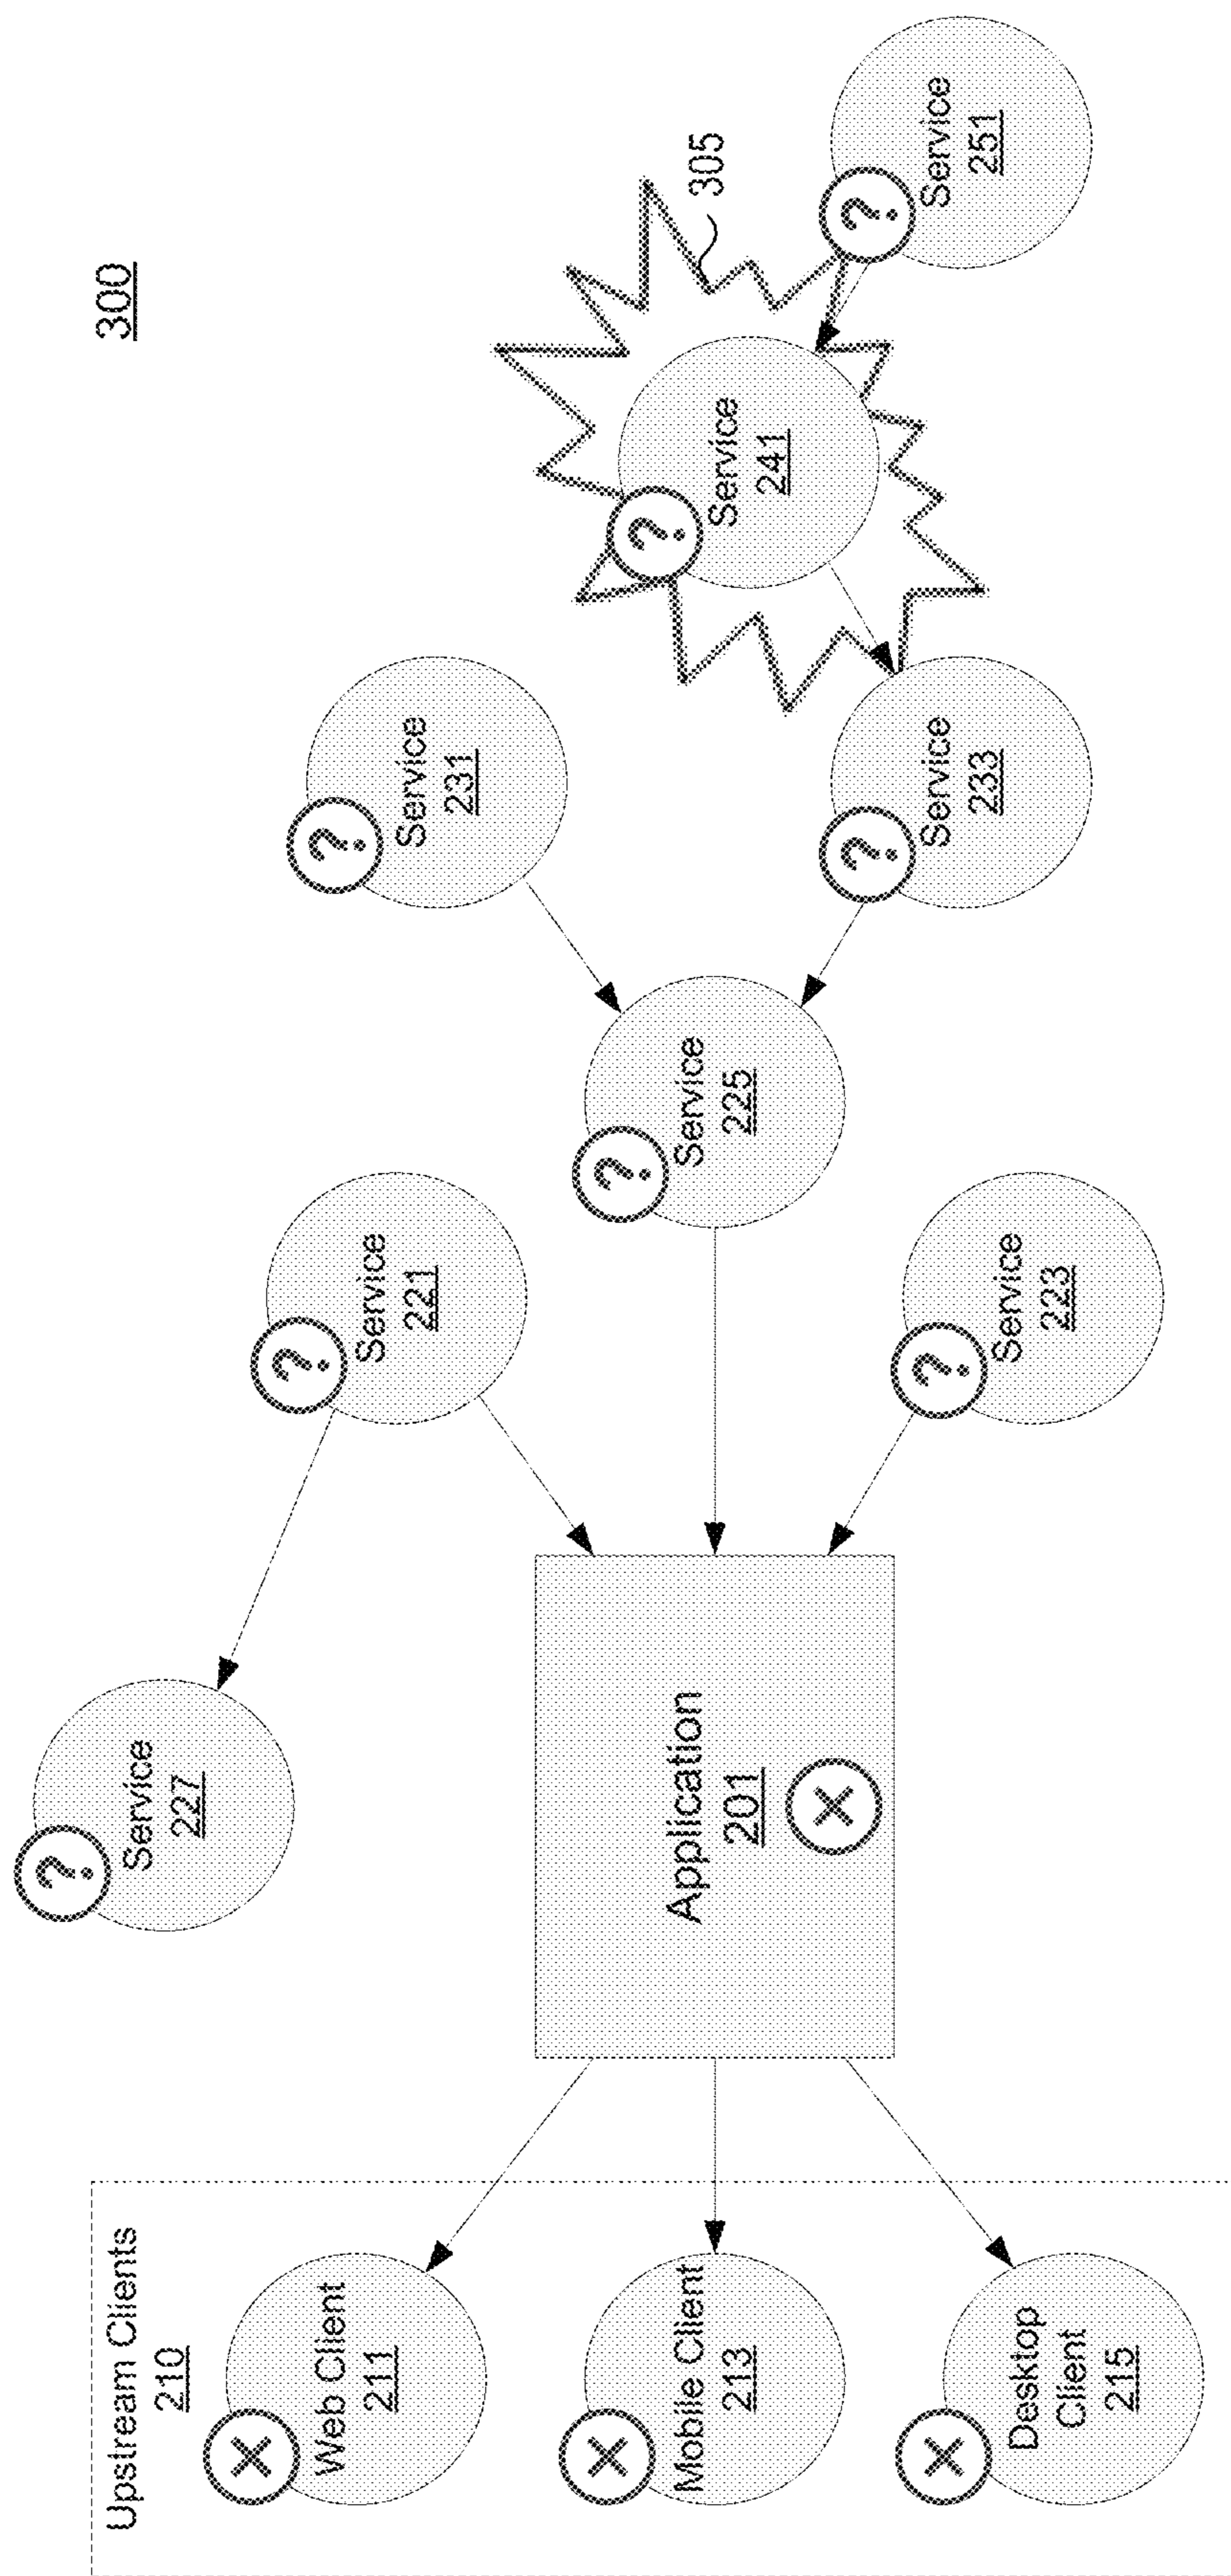 300
Upstream Clients
210
X
Web Client
211
X
Mobile Client
213
X
Desktop
Client
215
Application
201
X
?
Service
227
?
Service
221
?
Service
225
?
Service
223
?
Service
231
?
Service
233
?
Service
241
305
?
Service
251